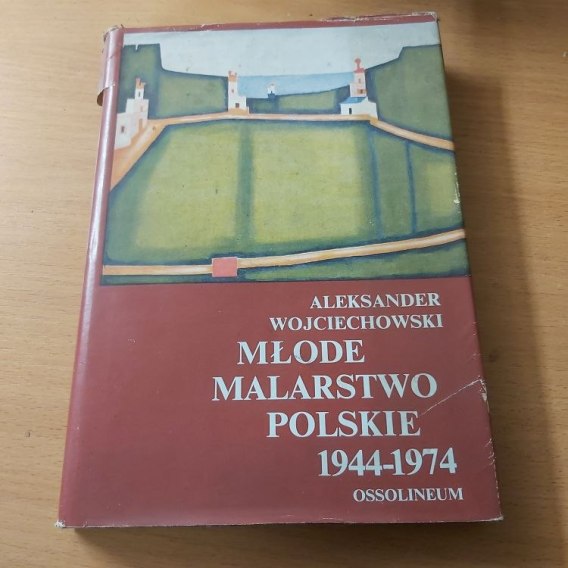 ALEKSANDER
WOJCIECHOWSKI
MŁODE
MALARSTWO
POLSKIE
1944-1974
OSSOLINEUM